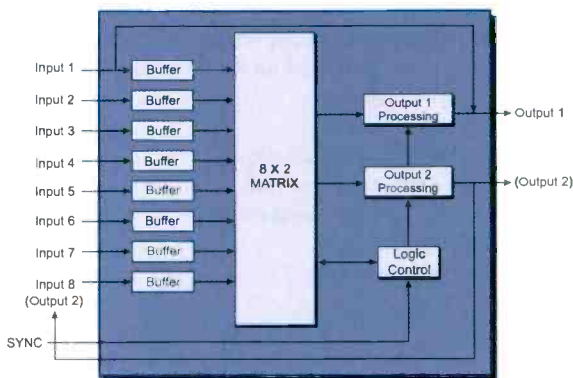 Input 1
Input 2
Input 3
Input 4
Input 5
Input 6
Input 7
Input 8
(Output 2)
SYNC
Buffer
Buffer
Buffer
Buffer
Buffer
Buffer
Buffer
Buffer
8 X 2
MATRIX
Output 1
Processing
Output 2
Processing
Logic
Control
Output 1
(Output 2)